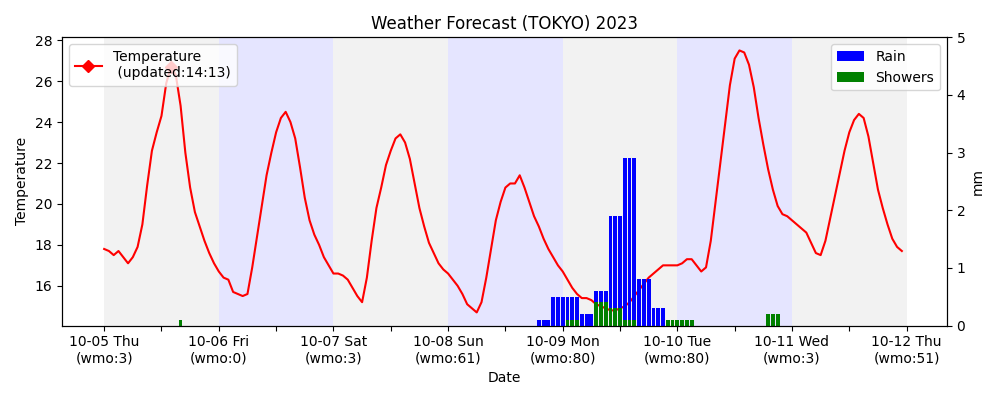 Weather Forecast (TOKYO) 2023
Temperature
(updated:14:13)
Rain
Showers
28
26
24
22
20
18
16
Temperature
5
4
3
2
1
0
mm
10-05 Thu 10-06 Fri 10-07 Sat 10-08 Sun 10-09 Mon 10-10 Tue 10-11 Wed 10-12 Thu
(wmo:3) (wmo:0) (wmo:3) (wmo:61) (wmo:80) (wmo:80) (wmo:3) (wmo:51)
Date